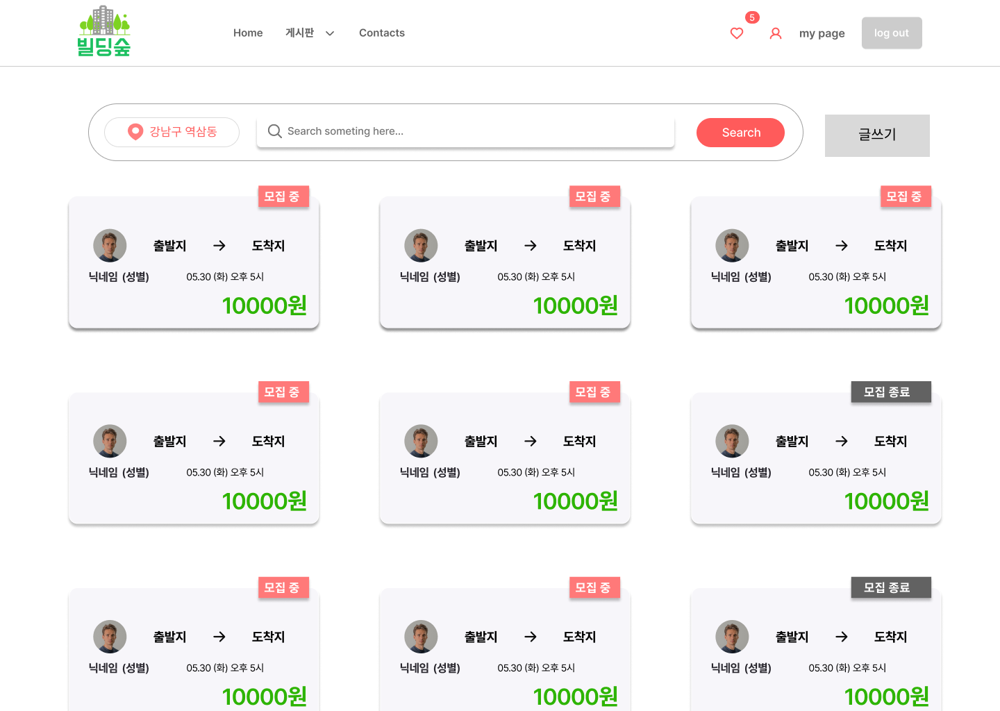 빌딩숲
Home 게시판 Contacts
5
my page
log out
강남구 역삼동
Search someting here...
Search
글쓰기
모집 중
모집 중
모집 중
출발지 → 도착지
닉네임 (성별) 05.30 (화) 오후 5시
10000원
출발지 → 도착지
닉네임 (성별) 05.30 (화) 오후 5시
10000원
출발지 → 도착지
닉네임 (성별) 05.30 (화) 오후 5시
10000원
모집 중
모집 중
모집 종료
출발지 → 도착지
닉네임 (성별) 05.30 (화) 오후 5시
10000원
출발지 → 도착지
닉네임 (성별) 05.30 (화) 오후 5시
10000원
출발지 → 도착지
닉네임 (성별) 05.30 (화) 오후 5시
10000원
모집 중
모집 중
모집 종료
출발지 → 도착지
닉네임 (성별) 05.30 (화) 오후 5시
10000원
출발지 → 도착지
닉네임 (성별) 05.30 (화) 오후 5시
10000원
출발지 → 도착지
닉네임 (성별) 05.30 (화) 오후 5시
10000원